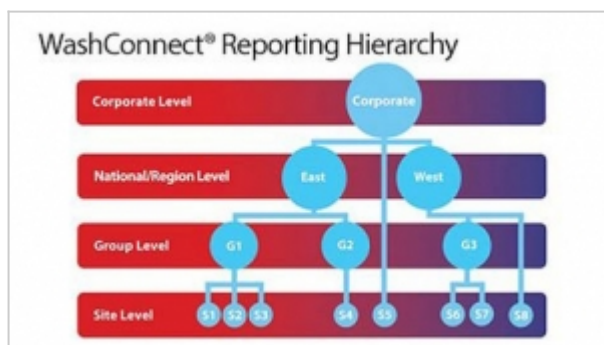 WashConnect® Reporting Hierarchy
Corporate Level
Corporate
National/Region Level
East
West
Group Level
G1
G2
G3
Site Level
S1
S2
S3
S4
S5
S6
S7
S8